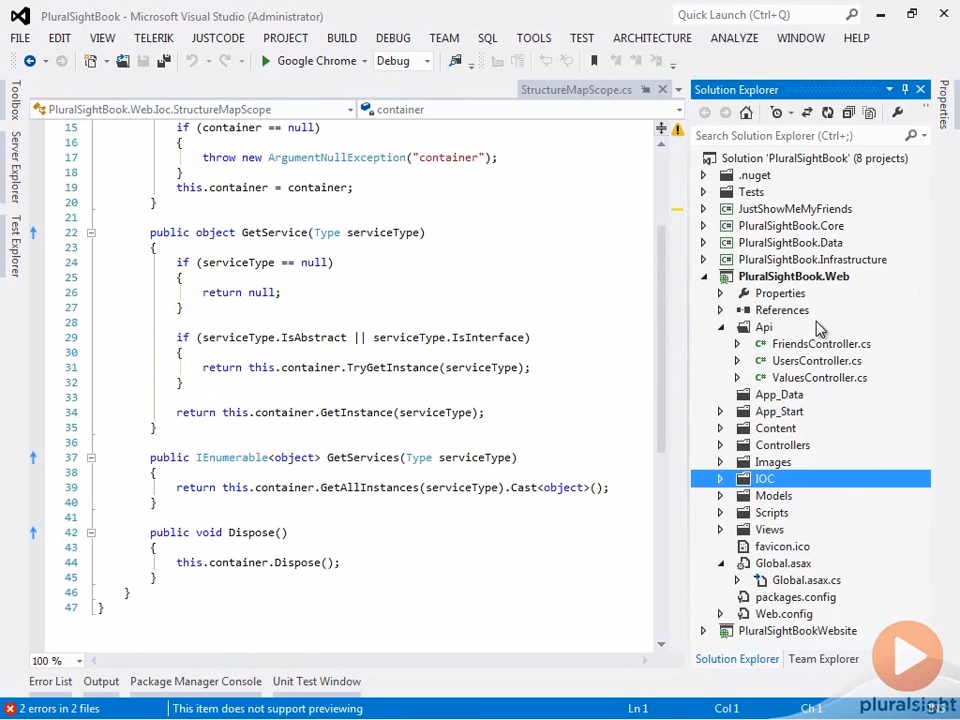 PluralSightBook - Microsoft Visual Studio (Administrator)
Quick Launch (Ctrl+Q)
FILE EDIT VIEW TELERIK JUSTCODE PROJECT BUILD DEBUG TEAM SQL TOOLS TEST ARCHITECTURE ANALYZE WINDOW HELP
Google Chrome Debug
Toolbox
Server Explorer
Test Explorer
StructureMapScope.cs
PluralSightBook.Web.Ioc.StructureMapScope container
15 if (container == null)
16 {
17 throw new ArgumentNullException("container");
18 }
19 this.container = container;
20 }
21
22 public object GetService(Type serviceType)
23 {
24 if (serviceType == null)
25 {
26 return null;
27 }
28
29 if (serviceType.IsAbstract || serviceType.IsInterface)
30 {
31 return this.container.TryGetInstance(serviceType);
32 }
33
34 return this.container.GetInstance(serviceType);
35 }
36
37 public IEnumerable<object> GetServices(Type serviceType)
38 {
39 return this.container.GetAllInstances(serviceType).Cast<object>();
40 }
41
42 public void Dispose()
43 {
44 this.container.Dispose();
45 }
46 }
47 }
100 %
Error List Output Package Manager Console Unit Test Window
Solution Explorer
Search Solution Explorer (Ctrl+;)
Solution 'PluralSightBook' (8 projects)
.nuget
Tests
JustShowMeMyFriends
PluralSightBook.Core
PluralSightBook.Data
PluralSightBook.Infrastructure
PluralSightBook.Web
Properties
References
Api
FriendsController.cs
UsersController.cs
ValuesController.cs
App_Data
App_Start
Content
Controllers
Images
IOC
Models
Scripts
Views
favicon.ico
Global.asax
Global.asax.cs
packages.config
Web.config
PluralSightBookWebsite
Solution Explorer Team Explorer
Properties
2 errors in 2 files This item does not support previewing Ln 1 Col 1 Ch 1
pluralsight